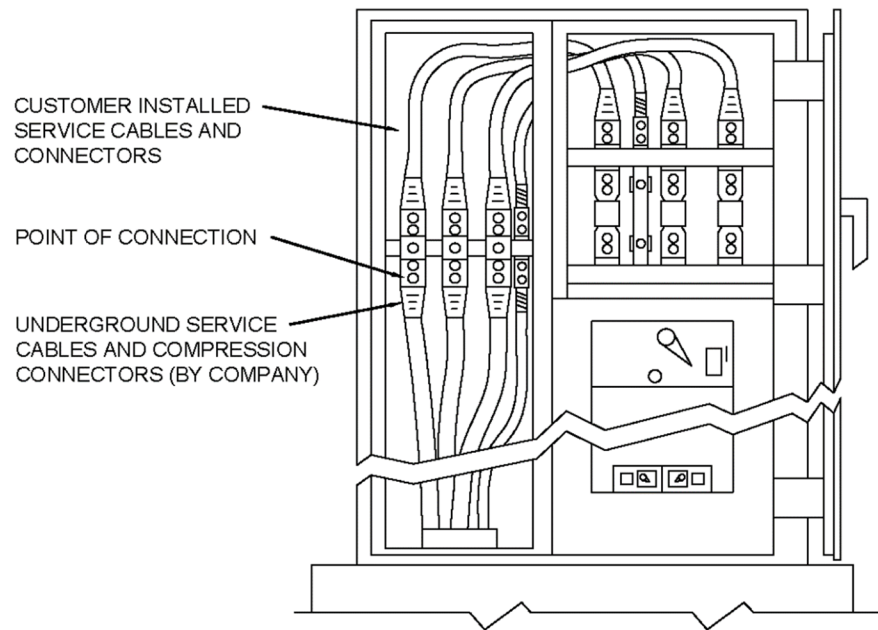 CUSTOMER INSTALLED
SERVICE CABLES AND
CONNECTORS
POINT OF CONNECTION
UNDERGROUND SERVICE
CABLES AND COMPRESSION
CONNECTORS (BY COMPANY)